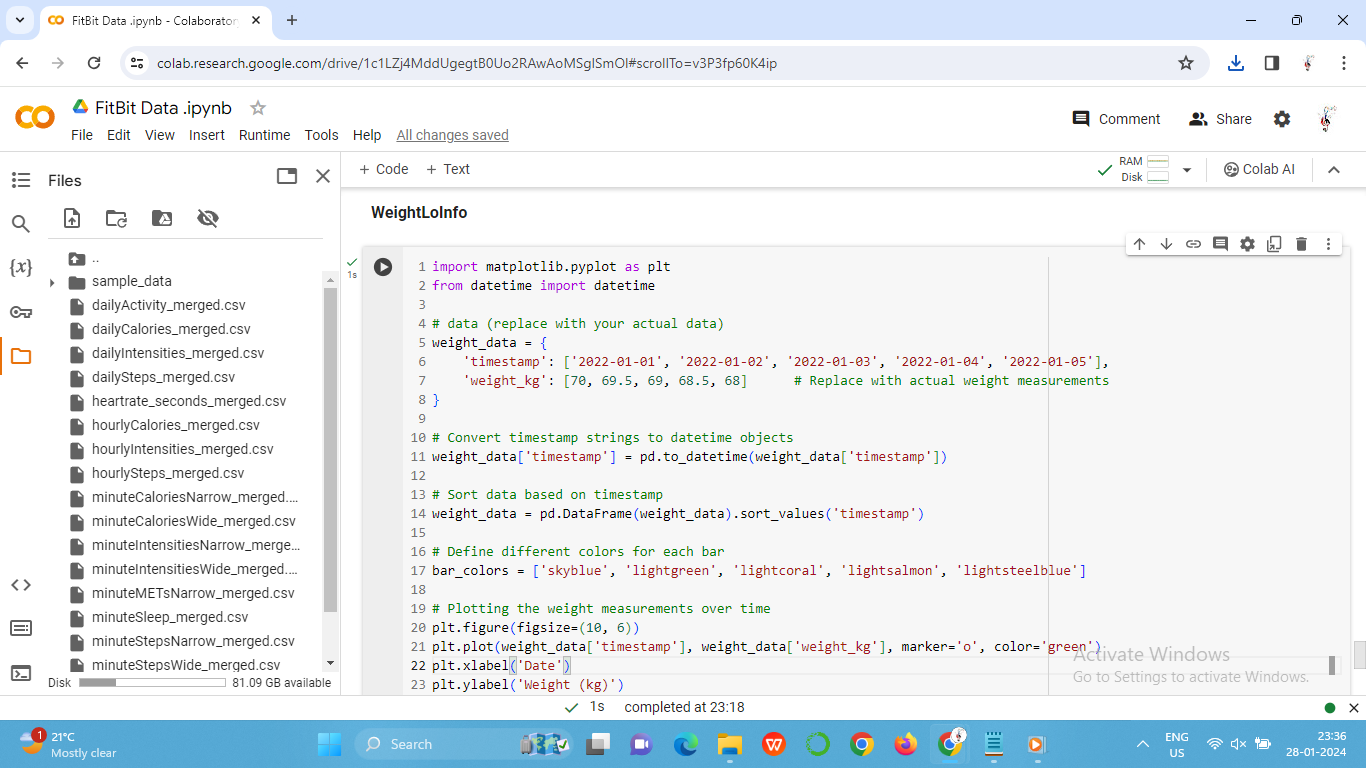 FitBit Data .ipynb - Colaborator
colab.research.google.com/drive/1c1LZj4MddUgegtB0Uo2RAwAoMSglSmOl#scrollTo=v3P3fp60K4ip
FitBit Data .ipynb
File Edit View Insert Runtime Tools Help All changes saved
Comment Share
Files
+ Code + Text
RAM
Disk
Colab AI
..
sample_data
dailyActivity_merged.csv
dailyCalories_merged.csv
dailyIntensities_merged.csv
dailySteps_merged.csv
heartrate_seconds_merged.csv
hourlyCalories_merged.csv
hourlyIntensities_merged.csv
hourlySteps_merged.csv
minuteCaloriesNarrow_merged....
minuteCaloriesWide_merged.csv
minuteIntensitiesNarrow_merge...
minuteIntensitiesWide_merged....
minuteMETsNarrow_merged.csv
minuteSleep_merged.csv
minuteStepsNarrow_merged.csv
minuteStepsWide_merged.csv
Disk 81.09 GB available
WeightLoInfo
1s
1 import matplotlib.pyplot as plt
2 from datetime import datetime
3
4 # data (replace with your actual data)
5 weight_data = {
6 'timestamp': ['2022-01-01', '2022-01-02', '2022-01-03', '2022-01-04', '2022-01-05'],
7 'weight_kg': [70, 69.5, 69, 68.5, 68] # Replace with actual weight measurements
8 }
9
10 # Convert timestamp strings to datetime objects
11 weight_data['timestamp'] = pd.to_datetime(weight_data['timestamp'])
12
13 # Sort data based on timestamp
14 weight_data = pd.DataFrame(weight_data).sort_values('timestamp')
15
16 # Define different colors for each bar
17 bar_colors = ['skyblue', 'lightgreen', 'lightcoral', 'lightsalmon', 'lightsteelblue']
18
19 # Plotting the weight measurements over time
20 plt.figure(figsize=(10, 6))
21 plt.plot(weight_data['timestamp'], weight_data['weight_kg'], marker='o', color='green')
22 plt.xlabel('Date')
23 plt.ylabel('Weight (kg)')
Activate Windows
Go to Settings to activate Windows.
1s completed at 23:18
1
21°C
Mostly clear
Search
ENG
US
23:36
28-01-2024